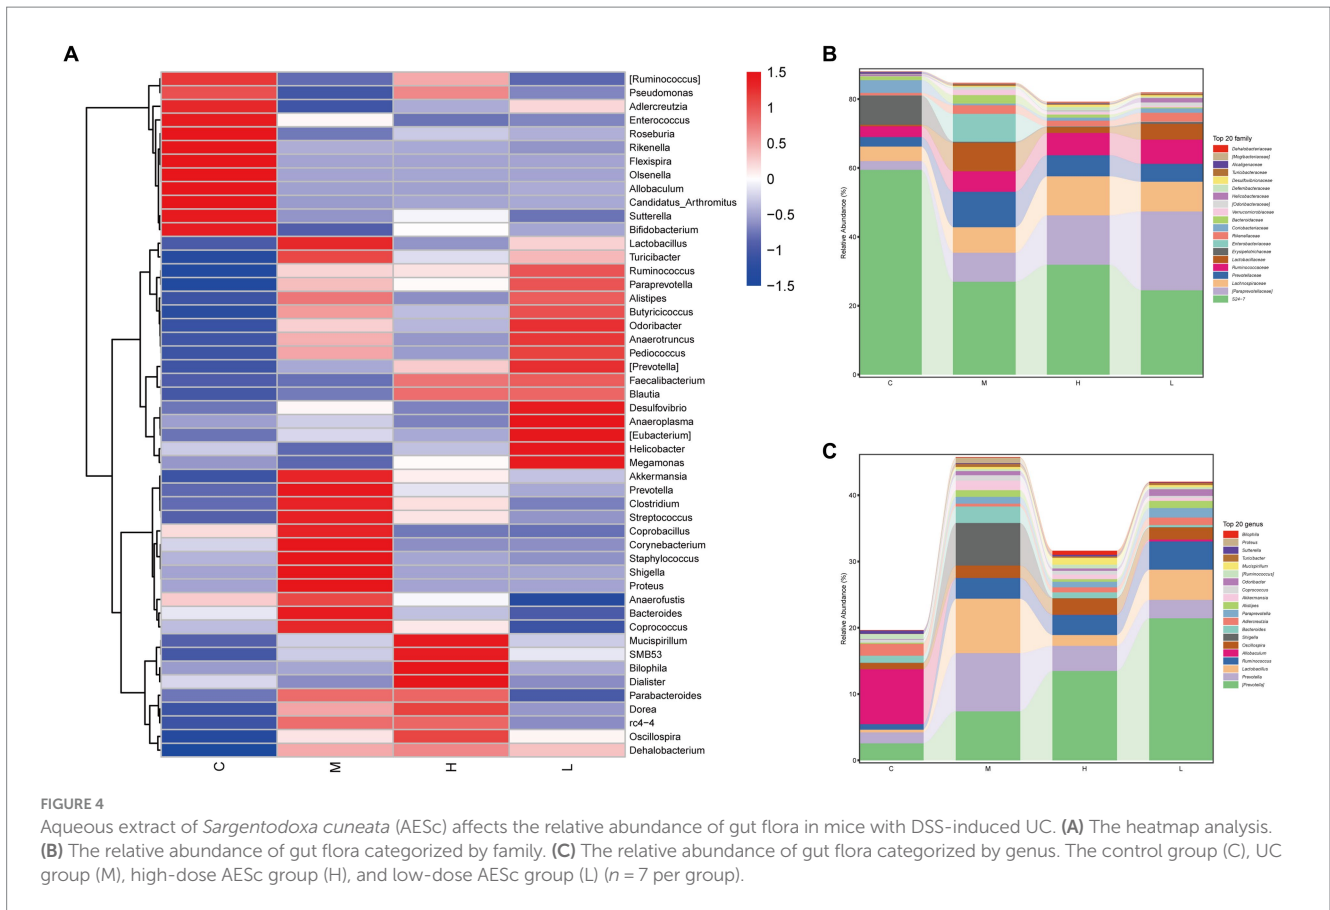 A
[Ruminococcus]
Pseudomonas
Adlercreutzia
Enterococcus
Roseburia
Rikenella
Flexispira
Olsenella
Allobaculum
Candidatus_Arthromitus
Sutterella
Bifidobacterium
Lactobacillus
Turicibacter
Ruminococcus
Paraprevotella
Alistipes
Butyricicoccus
Odoribacter
Anaerotruncus
Pediococcus
[Prevotella]
Faecalibacterium
Blautia
Desulfovibrio
Anaeroplasma
[Eubacterium]
Helicobacter
Megamonas
Akkermansia
Prevotella
Clostridium
Streptococcus
Coprobacillus
Corynebacterium
Staphylococcus
Shigella
Proteus
Anaerofustis
Bacteroides
Coprococcus
Mucispirillum
SMB53
Bilophila
Dialister
Parabacteroides
Dorea
rc4−4
Oscillospira
Dehalobacterium
C M H L
1.5
1
0.5
0
−0.5
−1
−1.5
B
Relative Abundance (%)
80
60
40
20
0
C M H L
Top 20 family
Dehalobacteriaceae
[Mogibacteriaceae]
Alcaligenaceae
Turicibacteraceae
Desulfovibrionaceae
Deferribacteraceae
Helicobacteraceae
[Odoribacteraceae]
Verrucomicrobiaceae
Bacteroidaceae
Coriobacteriaceae
Rikenellaceae
Enterobacteriaceae
Erysipelotrichaceae
Lactobacillaceae
Ruminococcaceae
Prevotellaceae
Lachnospiraceae
[Paraprevotellaceae]
S24-7
C
Relative Abundance (%)
40
30
20
10
0
C M H L
Top 20 genus
Bilophila
Proteus
Sutterella
Turicibacter
Mucispirillum
[Ruminococcus]
Odoribacter
Coprococcus
Akkermansia
Alistipes
Paraprevotella
Adlercreutzia
Bacteroides
Shigella
Oscillospira
Allobaculum
Ruminococcus
Lactobacillus
Prevotella
[Prevotella]
FIGURE 4
Aqueous extract of Sargentodoxa cuneata (AESc) affects the relative abundance of gut flora in mice with DSS-induced UC. (A) The heatmap analysis.
(B) The relative abundance of gut flora categorized by family. (C) The relative abundance of gut flora categorized by genus. The control group (C), UC
group (M), high-dose AESc group (H), and low-dose AESc group (L) (n = 7 per group).